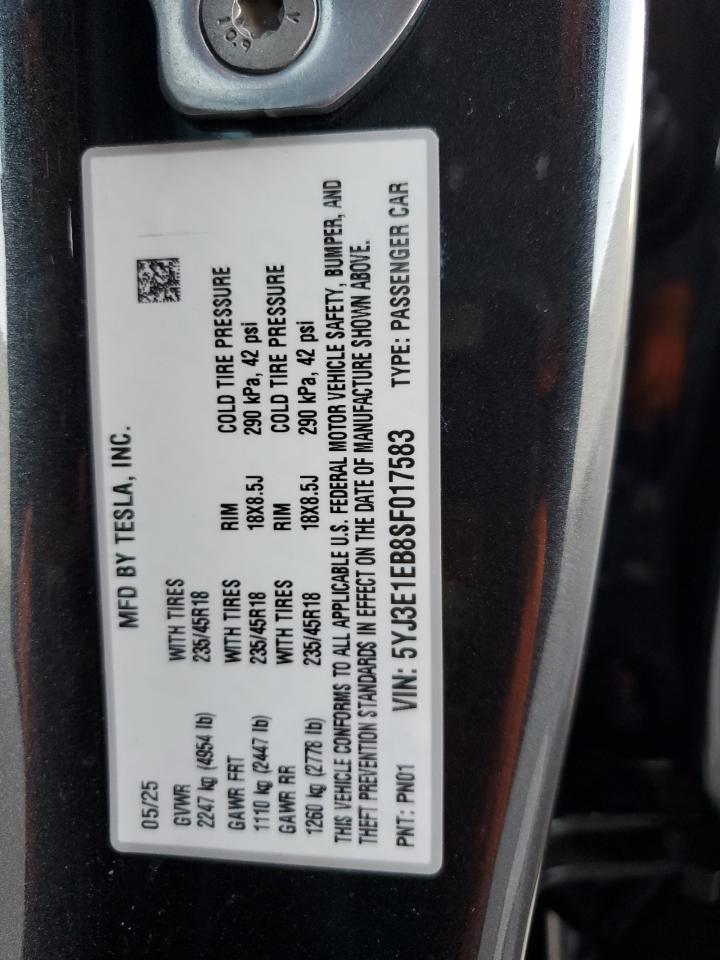 10.9
MFD BY TESLA, INC.
05/25
GVWR WITH TIRES
2247 kg (4954 lb) 235/45R18
GAWR FRT WITH TIRES RIM COLD TIRE PRESSURE
1110 kg (2447 lb) 235/45R18 18X8.5J 290 kPa, 42 psi
GAWR RR WITH TIRES RIM COLD TIRE PRESSURE
1260 kg (2778 lb) 235/45R18 18X8.5J 290 kPa, 42 psi
THIS VEHICLE CONFORMS TO ALL APPLICABLE U.S. FEDERAL MOTOR VEHICLE SAFETY, BUMPER, AND
THEFT PREVENTION STANDARDS IN EFFECT ON THE DATE OF MANUFACTURE SHOWN ABOVE.
PNT: PN01 VIN: 5YJ3E1EB8SF017583 TYPE: PASSENGER CAR